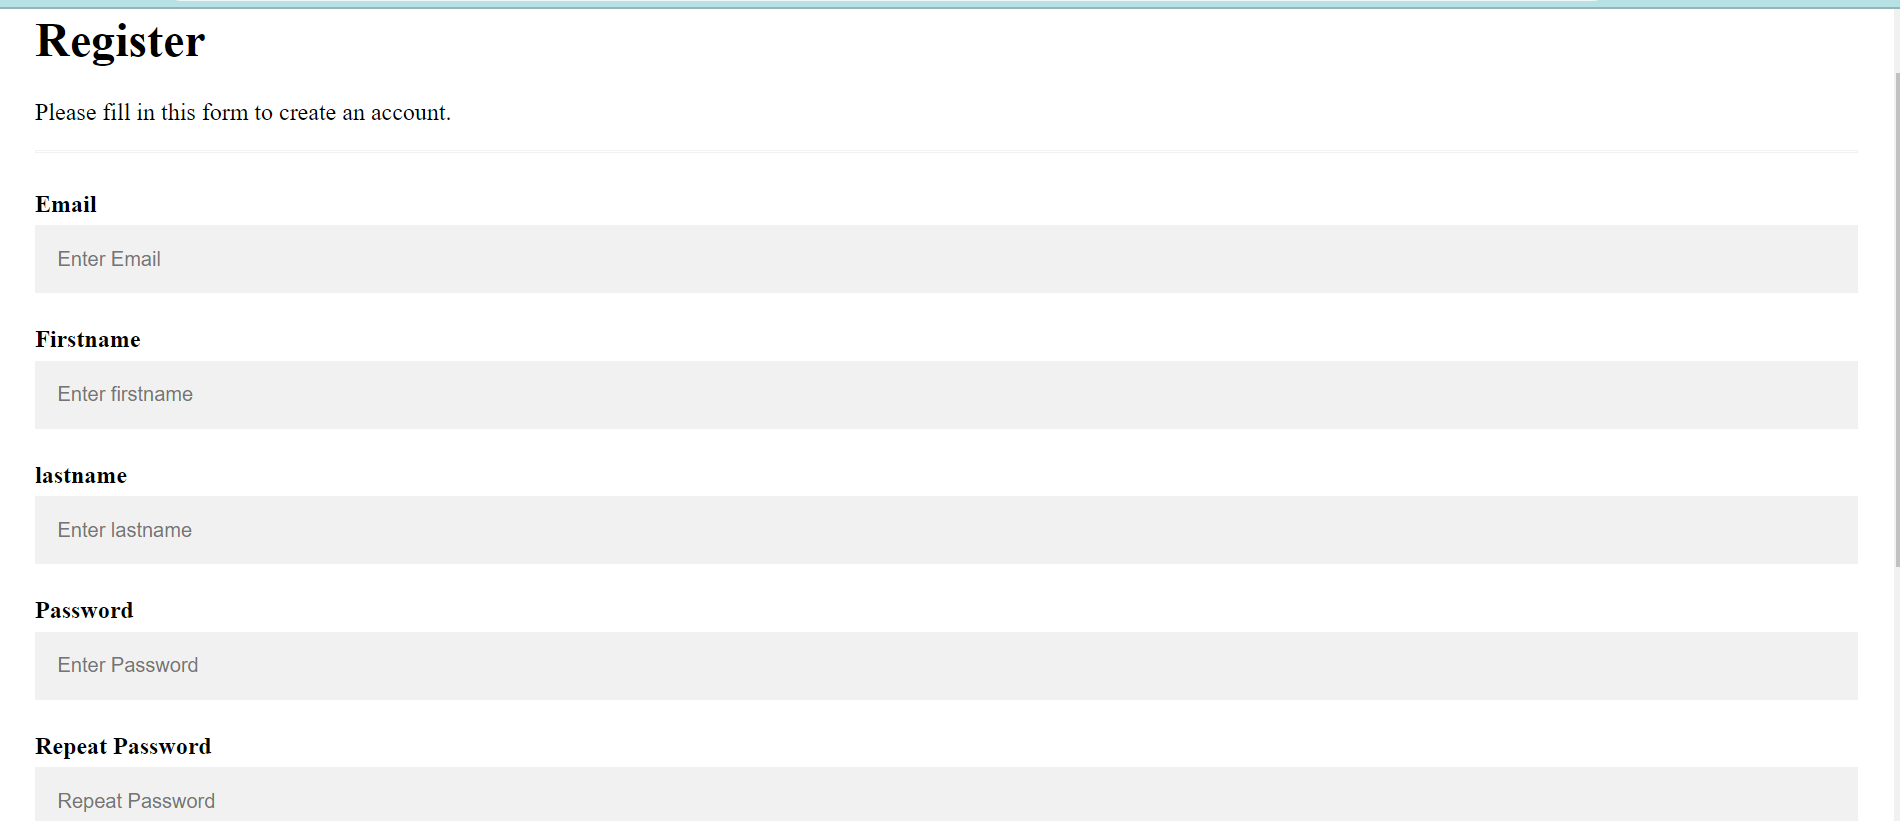 Register
Please fill in this form to create an account.
Email
Enter Email
Firstname
Enter firstname
lastname
Enter lastname
Password
Enter Password
Repeat Password
Repeat Password